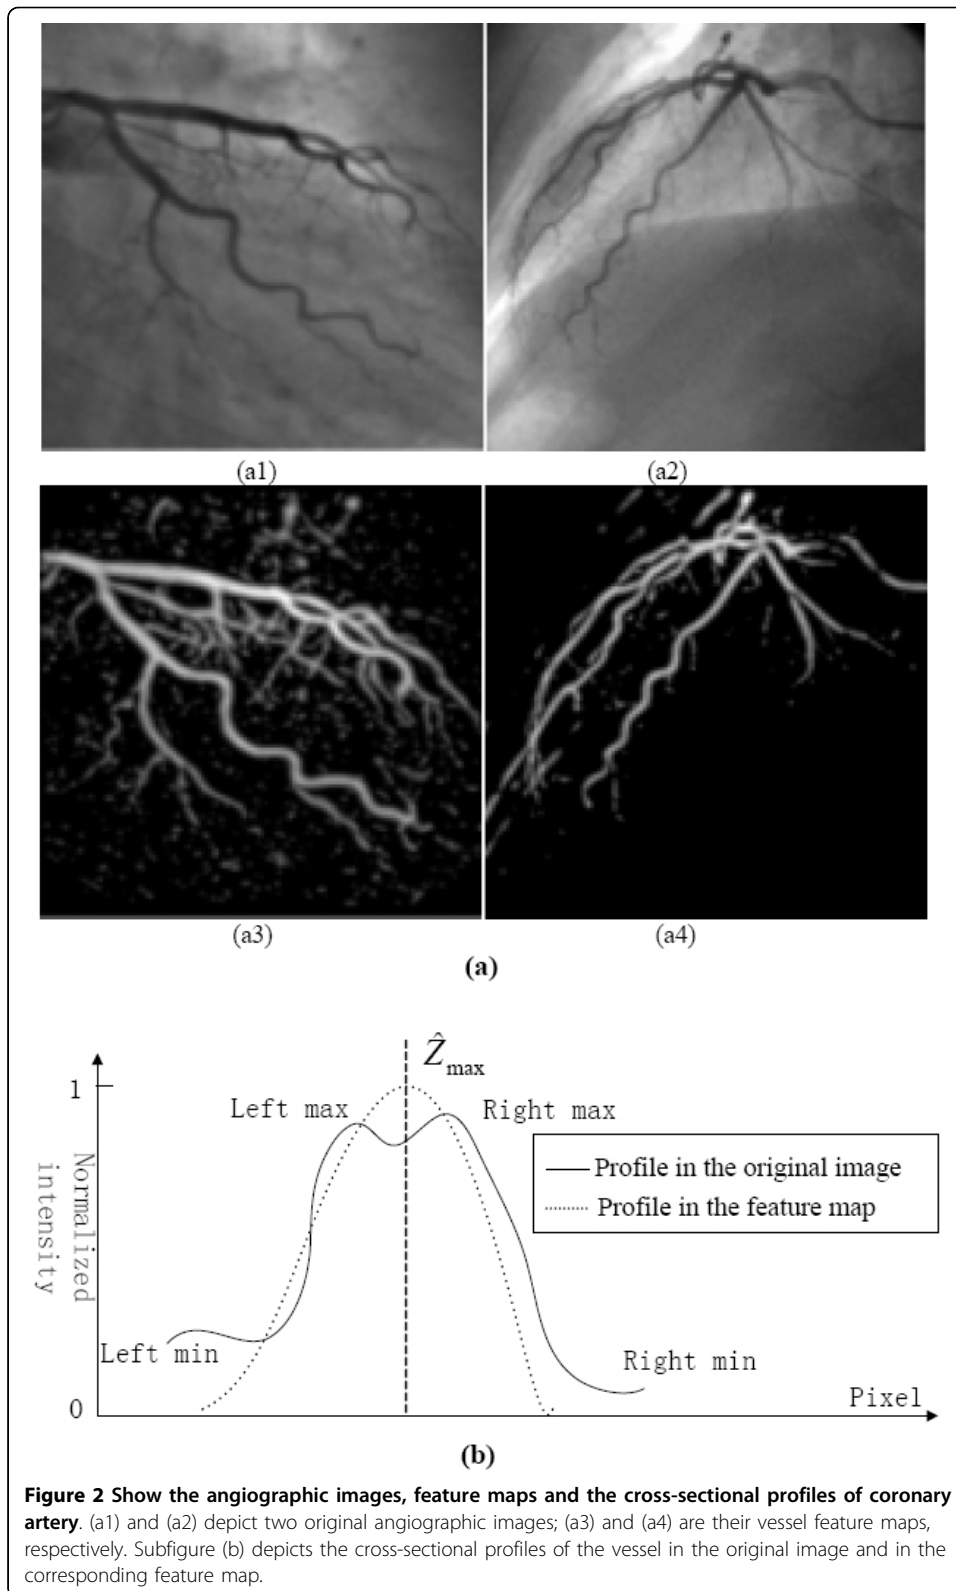 (a1) (a2)
(a3) (a4)
(a)
Ẑmax
1
Left max Right max
Normalized
intensity
Profile in the original image
Profile in the feature map
Left min
Right min
0
Pixel
(b)
Figure 2 Show the angiographic images, feature maps and the cross-sectional profiles of coronary
artery. (a1) and (a2) depict two original angiographic images; (a3) and (a4) are their vessel feature maps,
respectively. Subfigure (b) depicts the cross-sectional profiles of the vessel in the original image and in the
corresponding feature map.